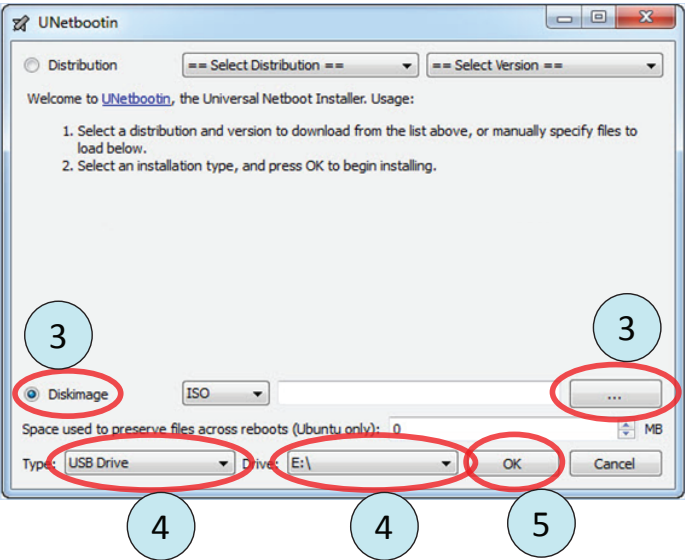 UNetbootin
Distribution == Select Distribution == == Select Version ==
Welcome to UNetbootin, the Universal Netboot Installer. Usage:
1. Select a distribution and version to download from the list above, or manually specify files to
load below.
2. Select an installation type, and press OK to begin installing.
3 3
Diskimage ISO ...
Space used to preserve files across reboots (Ubuntu only): 0 MB
Type: USB Drive Drive: E:\ OK Cancel
4 4 5